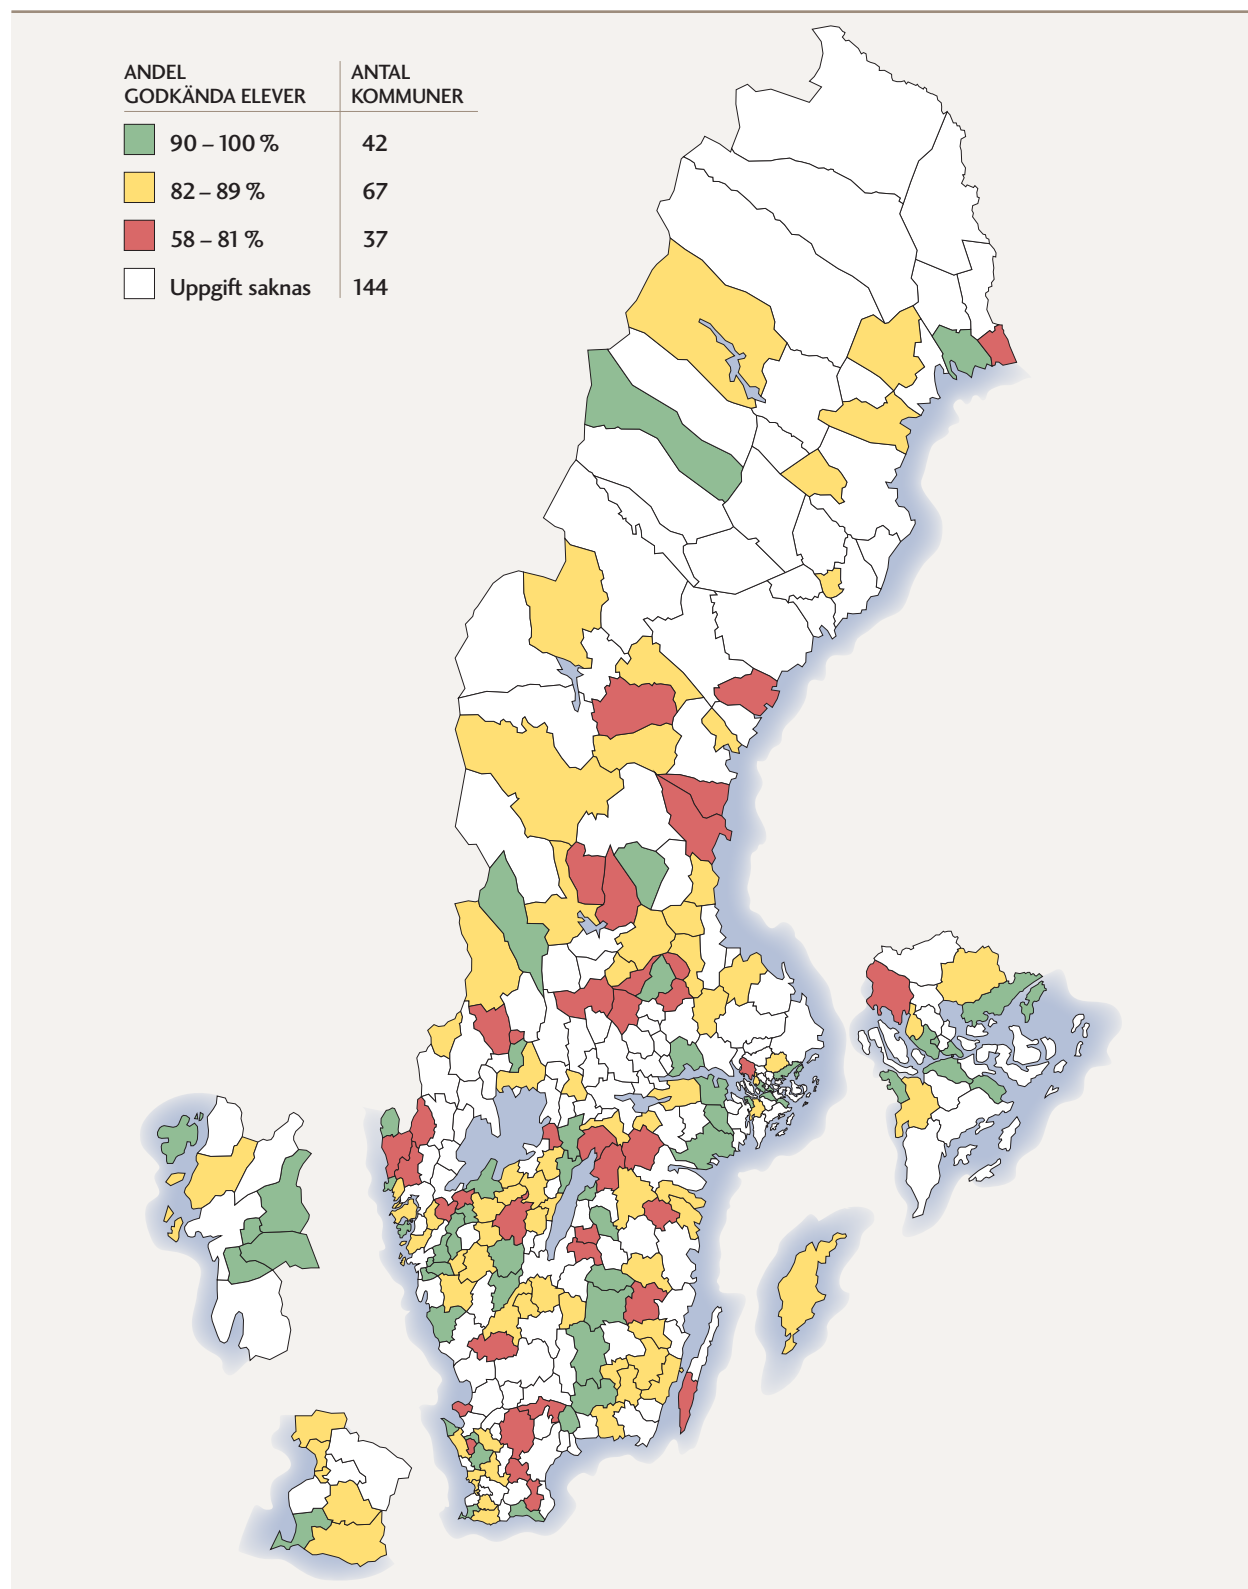 ANDEL
GODKÄNDA ELEVER
ANTAL
KOMMUNER
90 – 100 % 42
82 – 89 % 67
58 – 81 % 37
Uppgift saknas 144